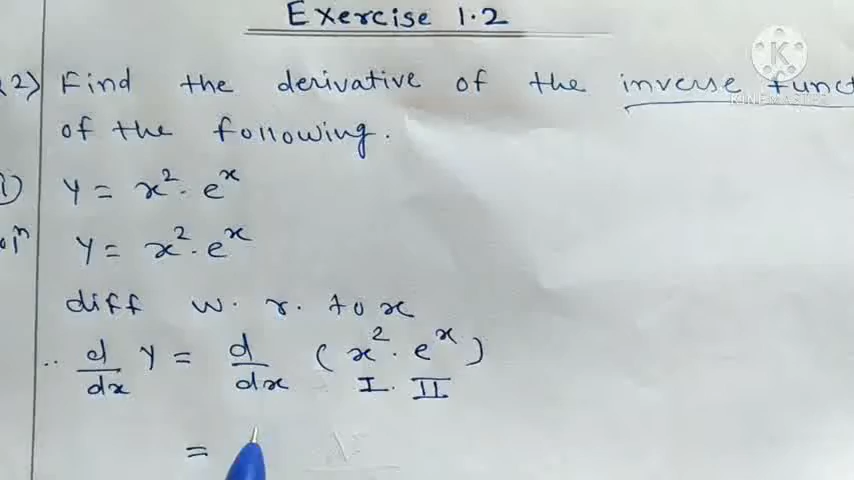 Exercise 1.2
2) Find the derivative of the inverse funct
of the following.
i) y = x² . eˣ
y = x² . eˣ
diff w. r. to x
∴ d/dx y = d/dx ( x² . eˣ )
I . II
=
K
KINEMASTER